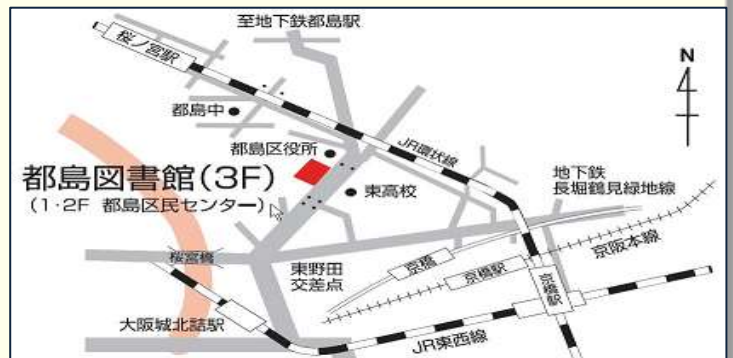 至地下鉄都島駅
桜ノ宮駅
N
都島中
都島区役所
JR環状線
都島図書館(3F)
(1・2F 都島区民センター)
東高校
地下鉄
長堀鶴見緑地線
桜宮橋
東野田
交差点
京橋
京橋駅
京阪本線
京橋駅
大阪城北詰駅
JR東西線